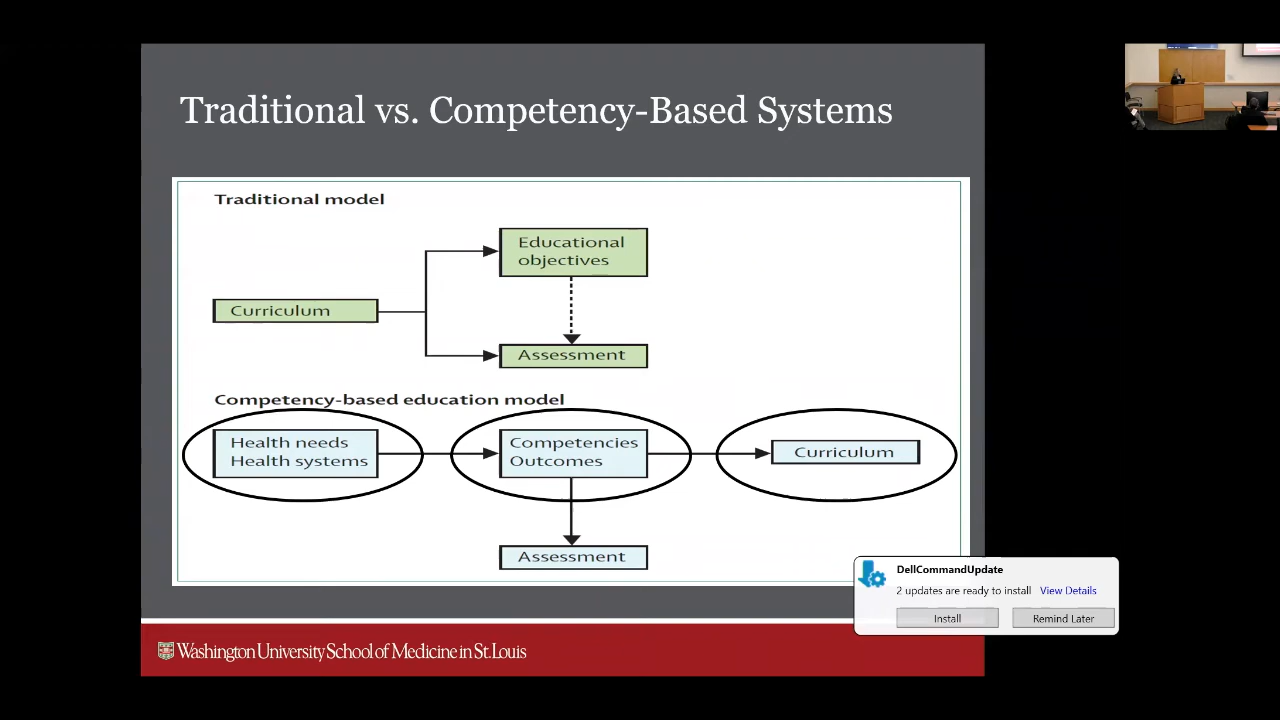 Traditional vs. Competency-Based Systems
Traditional model
Educational
objectives
Curriculum
Assessment
Competency-based education model
Health needs
Health systems
Competencies
Outcomes
Curriculum
Assessment
DellCommandUpdate
2 updates are ready to install View Details
Install Remind Later
Washington University School of Medicine in St. Louis